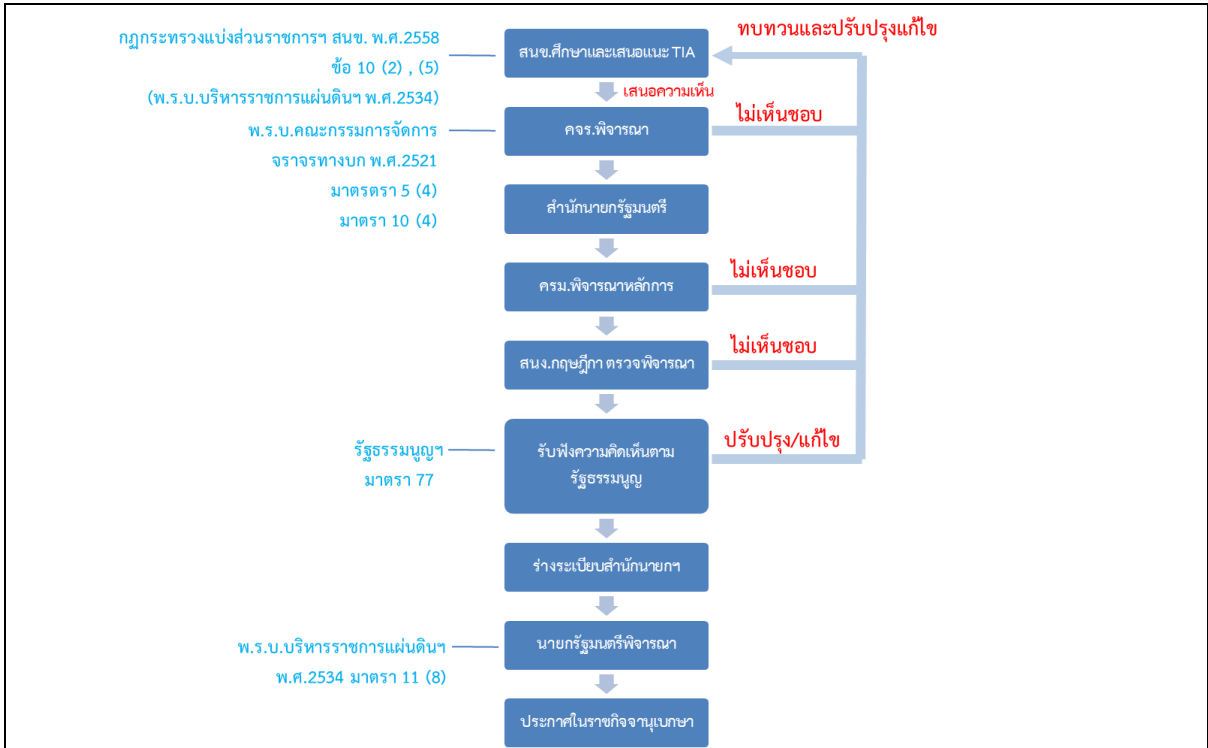 กฎกระทรวงแบ่งส่วนราชการฯ สนข. พ.ศ.2558
ข้อ 10 (2) , (5)
(พ.ร.บ.บริหารราชการแผ่นดินฯ พ.ศ.2534)
สนข.ศึกษาและเสนอแนะ TIA
ทบทวนและปรับปรุงแก้ไข
เสนอความเห็น
พ.ร.บ.คณะกรรมการจัดการ
จราจรทางบก พ.ศ.2521
มาตรตรา 5 (4)
มาตรา 10 (4)
คจร.พิจารณา
ไม่เห็นชอบ
สำนักนายกรัฐมนตรี
ครม.พิจารณาหลักการ
ไม่เห็นชอบ
สนง.กฤษฎีกา ตรวจพิจารณา
ไม่เห็นชอบ
รัฐธรรมนูญฯ
มาตรา 77
รับฟังความคิดเห็นตาม
รัฐธรรมนูญ
ปรับปรุง/แก้ไข
ร่างระเบียบสำนักนายกฯ
พ.ร.บ.บริหารราชการแผ่นดินฯ
พ.ศ.2534 มาตรา 11 (8)
นายกรัฐมนตรีพิจารณา
ประกาศในราชกิจจานุเบกษา